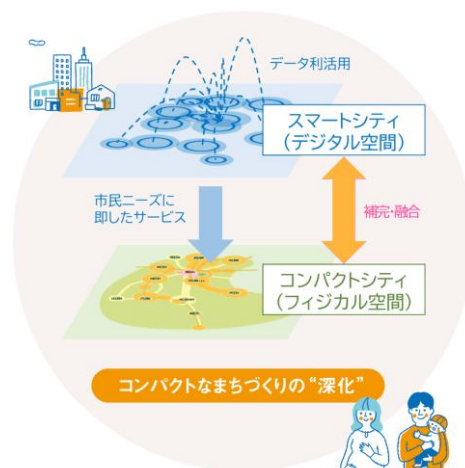 データ利活用
スマートシティ
（デジタル空間）
市民ニーズに
即したサービス
補完・融合
コンパクトシティ
（フィジカル空間）
コンパクトなまちづくりの“深化”